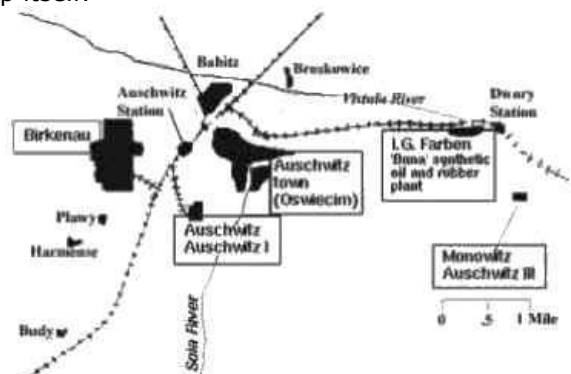 Babitz
Broskowice
Auschwitz
Station
Vistula River
Dwory
Station
Birkenau
I.G. Farben
'Buna' synthetic
oil and rubber
plant
Auschwitz
town
(Oswiecim)
Plawy
Auschwitz
Auschwitz I
Harmense
Monowitz
Auschwitz III
Sola River
Budy
0 .5 1 Mile